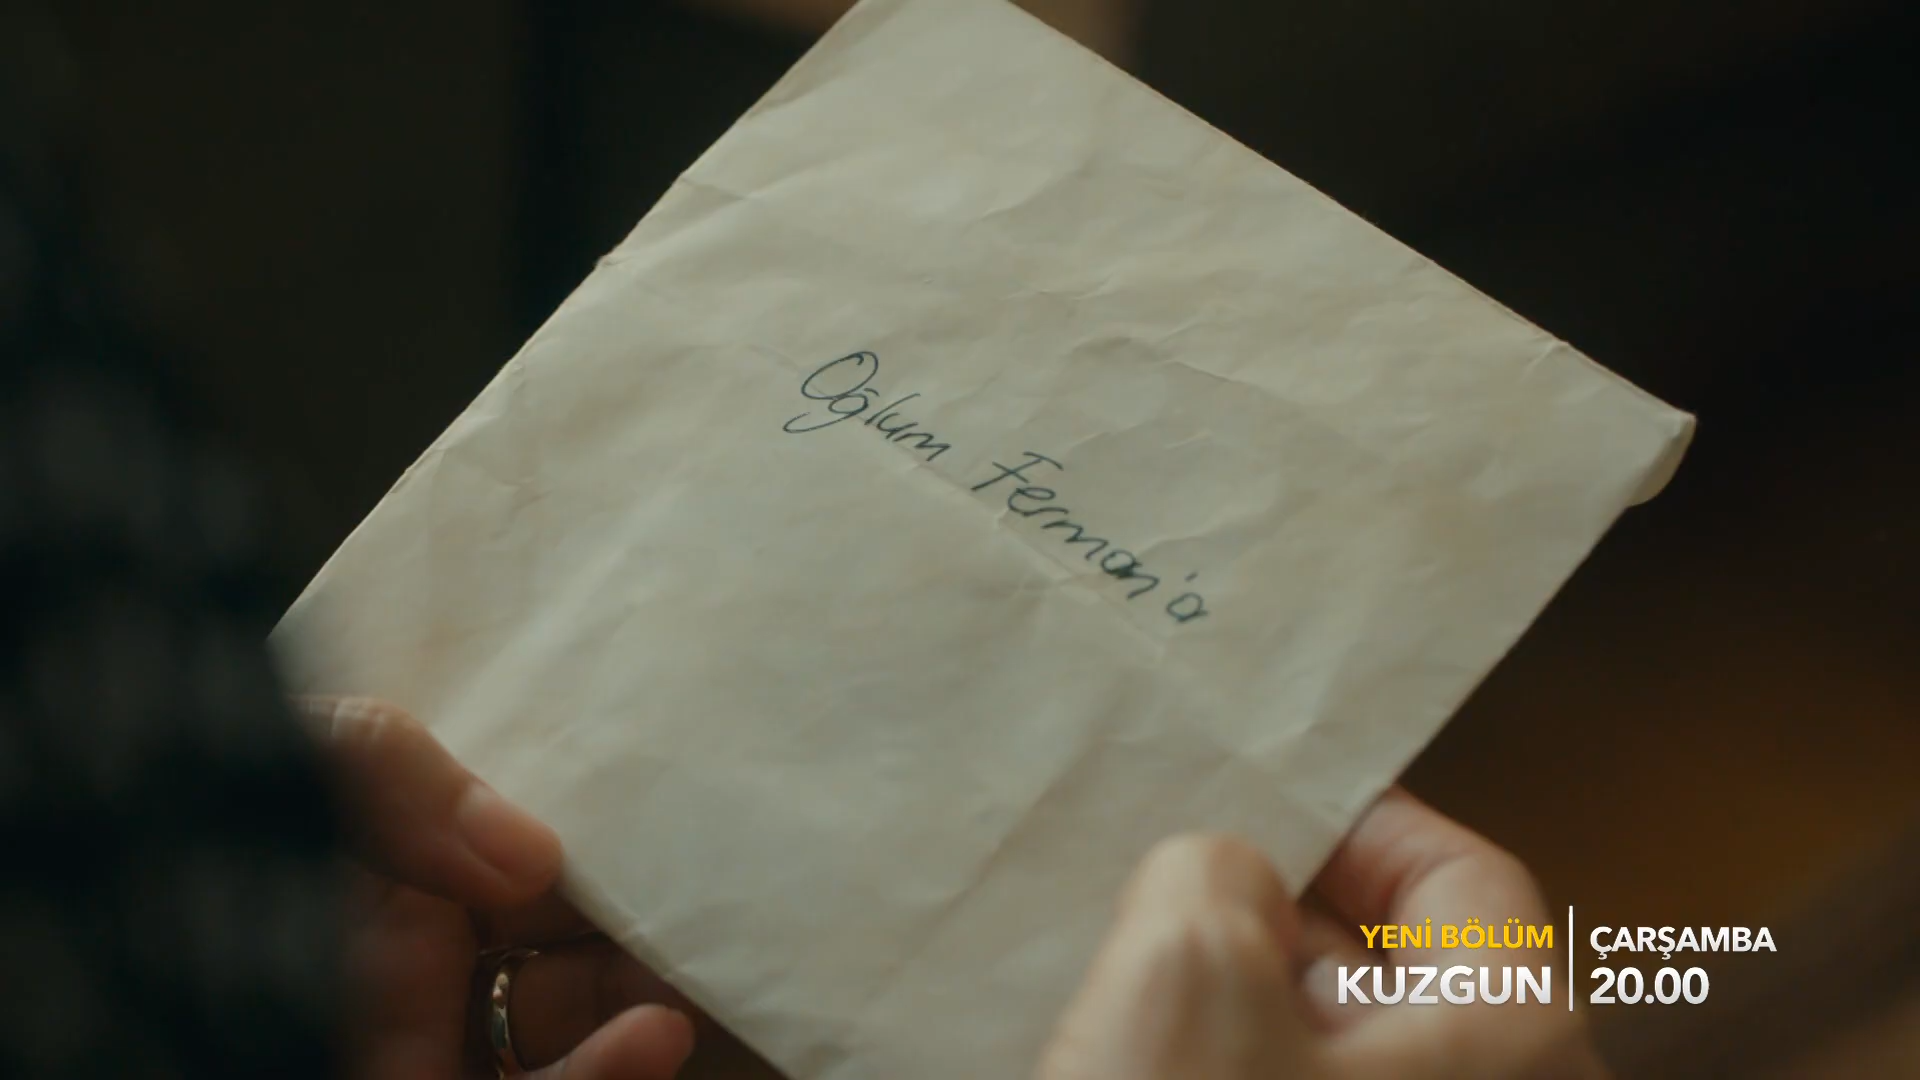 Oğlum Ferman'a
YENİ BÖLÜM
KUZGUN
ÇARŞAMBA
20.00